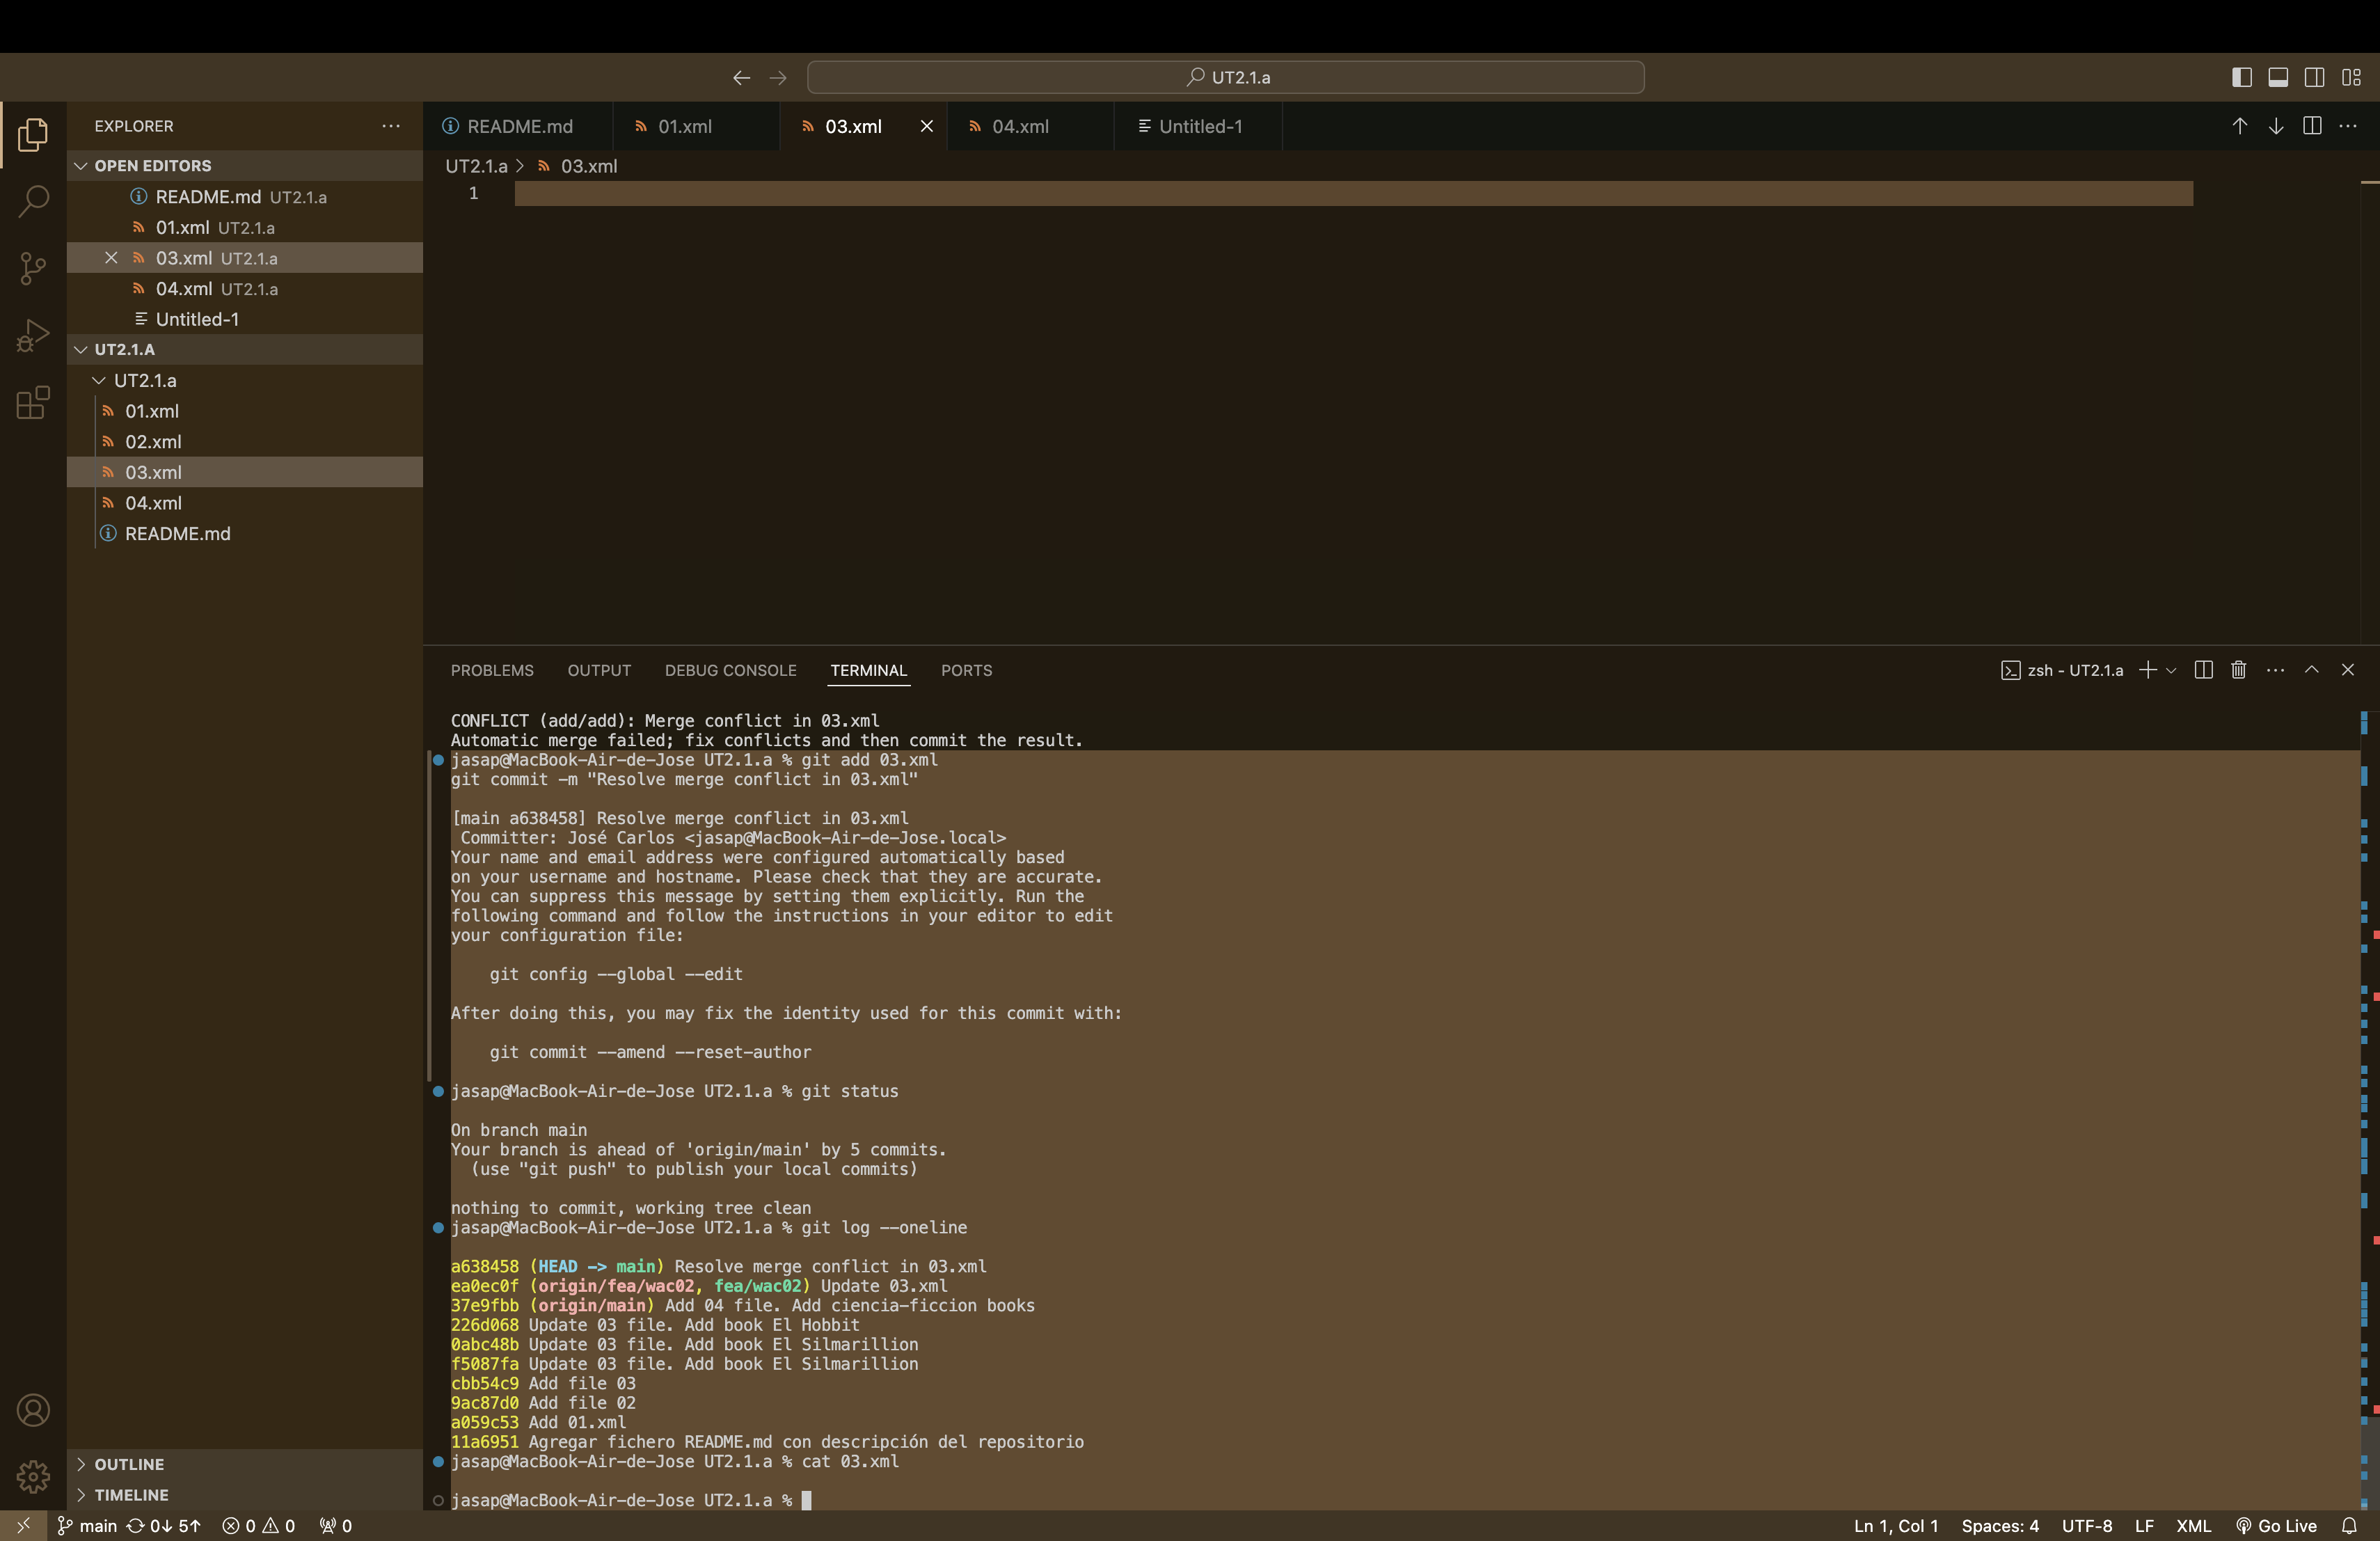 UT2.1.a
EXPLORER
README.md
01.xml
03.xml
04.xml
Untitled-1
OPEN EDITORS
README.md UT2.1.a
01.xml UT2.1.a
03.xml UT2.1.a
04.xml UT2.1.a
Untitled-1
UT2.1.A
UT2.1.a
01.xml
02.xml
03.xml
04.xml
README.md
UT2.1.a > 03.xml
1
PROBLEMS OUTPUT DEBUG CONSOLE TERMINAL PORTS
zsh - UT2.1.a
CONFLICT (add/add): Merge conflict in 03.xml
Automatic merge failed; fix conflicts and then commit the result.
jasap@MacBook-Air-de-Jose UT2.1.a % git add 03.xml
git commit -m "Resolve merge conflict in 03.xml"
[main a638458] Resolve merge conflict in 03.xml
Committer: José Carlos <jasap@MacBook-Air-de-Jose.local>
Your name and email address were configured automatically based
on your username and hostname. Please check that they are accurate.
You can suppress this message by setting them explicitly. Run the
following command and follow the instructions in your editor to edit
your configuration file:
git config --global --edit
After doing this, you may fix the identity used for this commit with:
git commit --amend --reset-author
jasap@MacBook-Air-de-Jose UT2.1.a % git status
On branch main
Your branch is ahead of 'origin/main' by 5 commits.
(use "git push" to publish your local commits)
nothing to commit, working tree clean
jasap@MacBook-Air-de-Jose UT2.1.a % git log --oneline
a638458 (HEAD -> main) Resolve merge conflict in 03.xml
ea0ec0f (origin/fea/wac02, fea/wac02) Update 03.xml
37e9fbb (origin/main) Add 04 file. Add ciencia-ficcion books
226d068 Update 03 file. Add book El Hobbit
0abc48b Update 03 file. Add book El Silmarillion
f5087fa Update 03 file. Add book El Silmarillion
cbb54c9 Add file 03
9ac87d0 Add file 02
a059c53 Add 01.xml
11a6951 Agregar fichero README.md con descripción del repositorio
jasap@MacBook-Air-de-Jose UT2.1.a % cat 03.xml
jasap@MacBook-Air-de-Jose UT2.1.a %
OUTLINE
TIMELINE
main 0↓ 5↑ 0 0 0
Ln 1, Col 1 Spaces: 4 UTF-8 LF XML Go Live